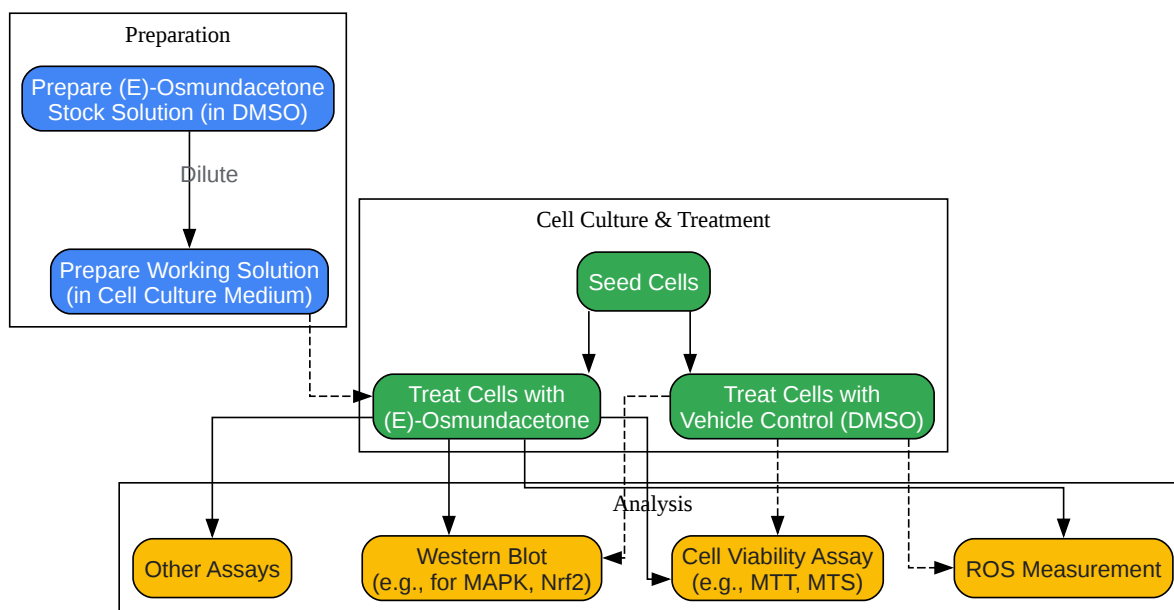 Preparation
Prepare (E)-Osmundacetone
Stock Solution (in DMSO)
Dilute
Prepare Working Solution
(in Cell Culture Medium)
Cell Culture & Treatment
Seed Cells
Treat Cells with
(E)-Osmundacetone
Treat Cells with
Vehicle Control (DMSO)
Analysis
Other Assays
Western Blot
(e.g., for MAPK, Nrf2)
Cell Viability Assay
(e.g., MTT, MTS)
ROS Measurement